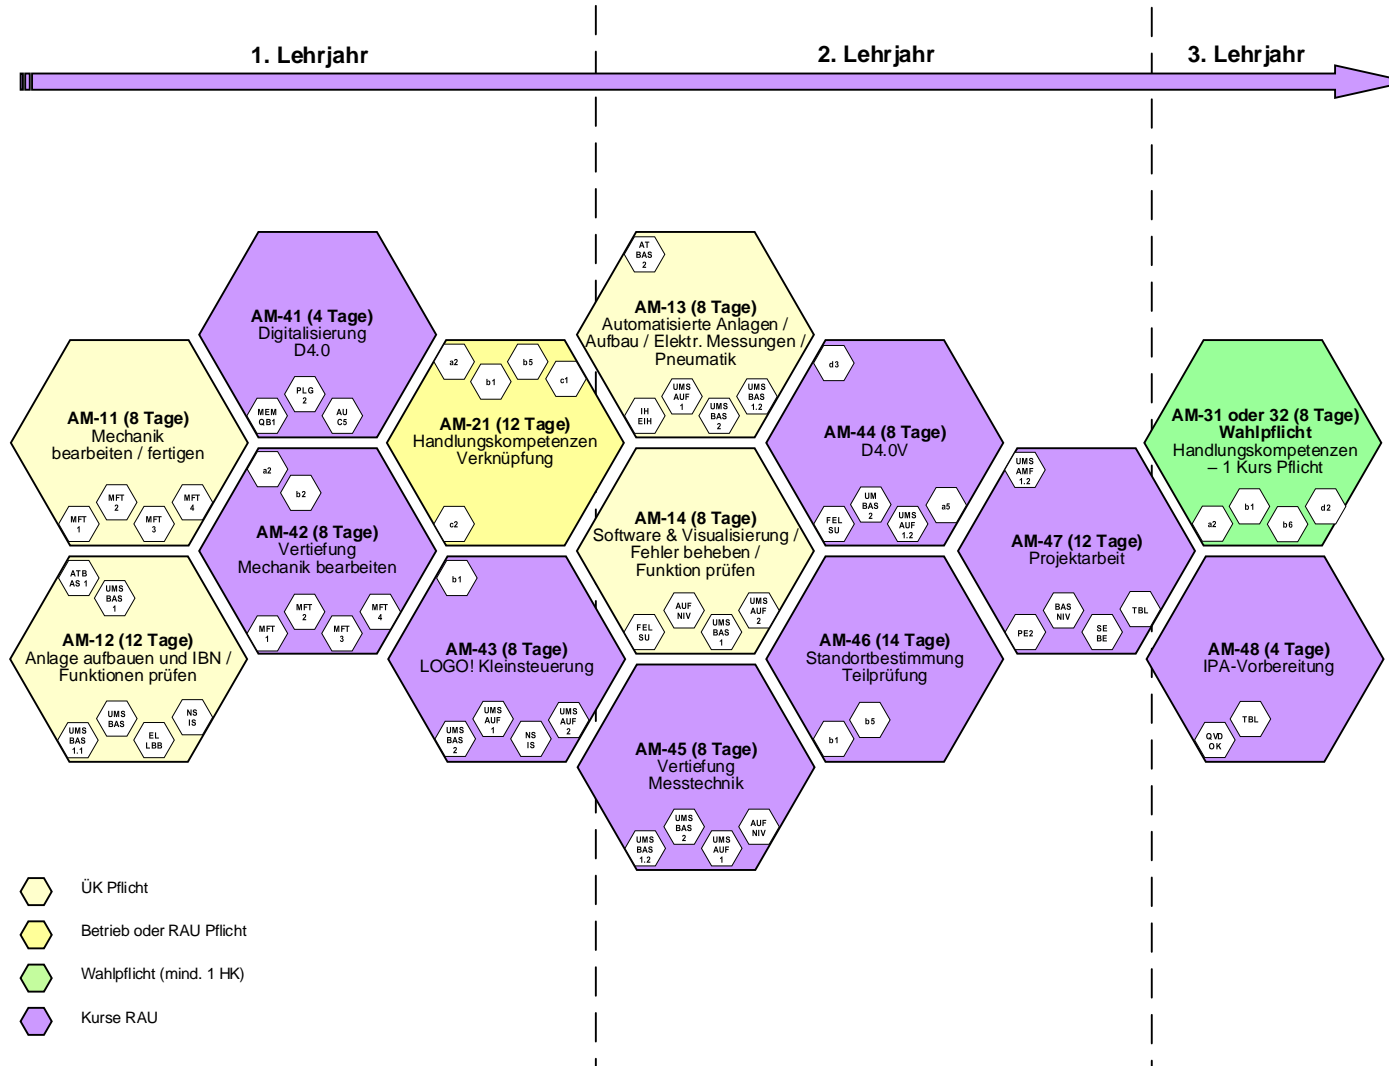 1. Lehrjahr
2. Lehrjahr
3. Lehrjahr
AM-41 (4 Tage)
Digitalisierung
D4.0
MEM
QB1
PLG
2
AU
C5
AM-11 (8 Tage)
Mechanik
bearbeiten / fertigen
MFT
1
MFT
2
MFT
3
MFT
4
a2
b2
AM-42 (8 Tage)
Vertiefung
Mechanik bearbeiten
MFT
1
MFT
2
MFT
3
MFT
4
ATB
AS 1
UMS
BAS
1
AM-12 (12 Tage)
Anlage aufbauen und IBN /
Funktionen prüfen
UMS
BAS
1.1
UMS
BAS
EL
LBB
NS
IS
a2
b1
b5
c1
AM-21 (12 Tage)
Handlungskompetenzen
Verknüpfung
c2
b1
AM-43 (8 Tage)
LOGO! Kleinsteuerung
UMS
BAS
2
UMS
AUF
1
NS
IS
UMS
AUF
2
AT
BAS
2
AM-13 (8 Tage)
Automatisierte Anlagen /
Aufbau / Elektr. Messungen /
Pneumatik
IH
EIH
UMS
AUF
1
UMS
BAS
2
UMS
BAS
1.2
AM-14 (8 Tage)
Software & Visualisierung /
Fehler beheben /
Funktion prüfen
FEL
SU
AUF
NIV
UMS
BAS
1
UMS
AUF
2
AM-45 (8 Tage)
Vertiefung
Messtechnik
UMS
BAS
1.2
UMS
BAS
2
UMS
AUF
1
AUF
NIV
d3
AM-44 (8 Tage)
D4.0V
FEL
SU
UM
BAS
2
UMS
AUF
1.2
a5
AM-46 (14 Tage)
Standortbestimmung
Teilprüfung
b1
b5
UMS
AMF
1.2
AM-47 (12 Tage)
Projektarbeit
PE2
BAS
NIV
SE
BE
TBL
AM-31 oder 32 (8 Tage)
Wahlpflicht
Handlungskompetenzen
– 1 Kurs Pflicht
a2
b1
b6
d2
AM-48 (4 Tage)
IPA-Vorbereitung
QVD
OK
TBL
ÜK Pflicht
Betrieb oder RAU Pflicht
Wahlpflicht (mind. 1 HK)
Kurse RAU